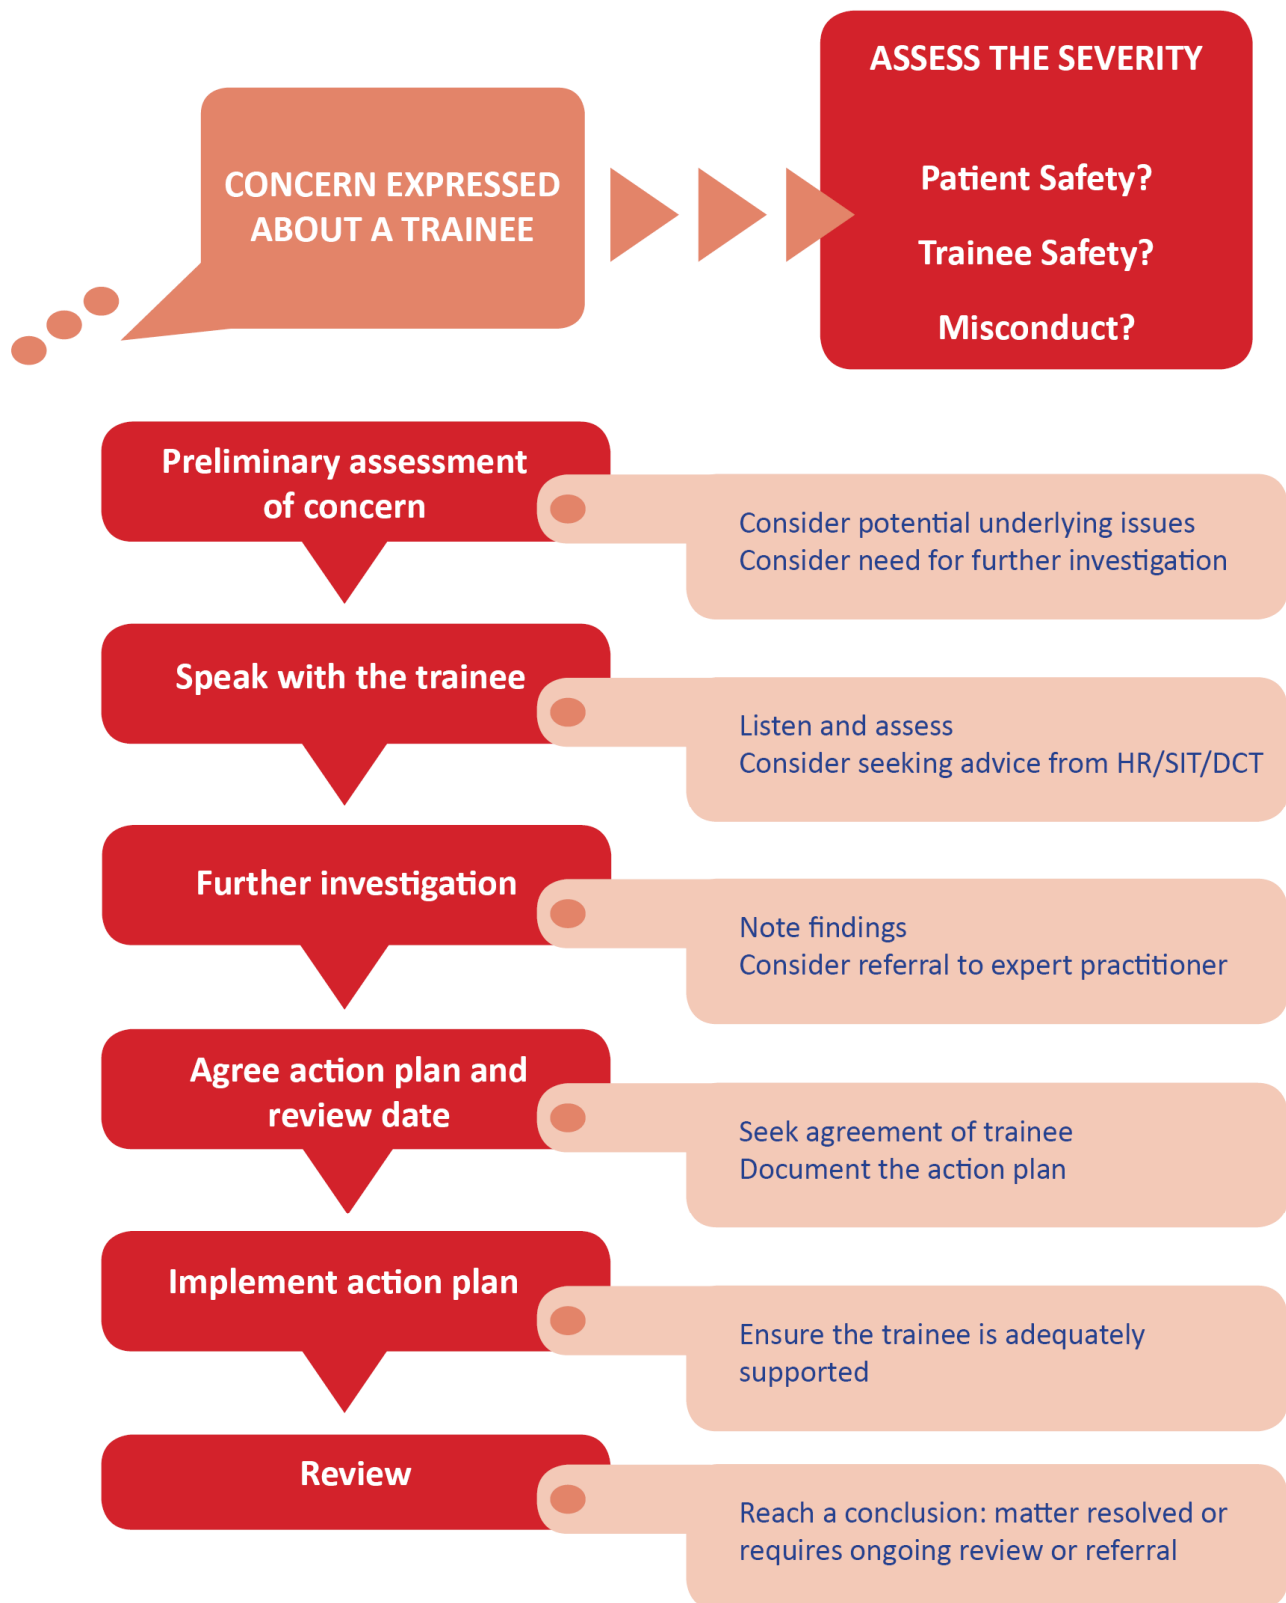 CONCERN EXPRESSED
ABOUT A TRAINEE
ASSESS THE SEVERITY
Patient Safety?
Trainee Safety?
Misconduct?
Preliminary assessment
of concern
Consider potential underlying issues
Consider need for further investigation
Speak with the trainee
Listen and assess
Consider seeking advice from HR/SIT/DCT
Further investigation
Note findings
Consider referral to expert practitioner
Agree action plan and
review date
Seek agreement of trainee
Document the action plan
Implement action plan
Ensure the trainee is adequately
supported
Review
Reach a conclusion: matter resolved or
requires ongoing review or referral